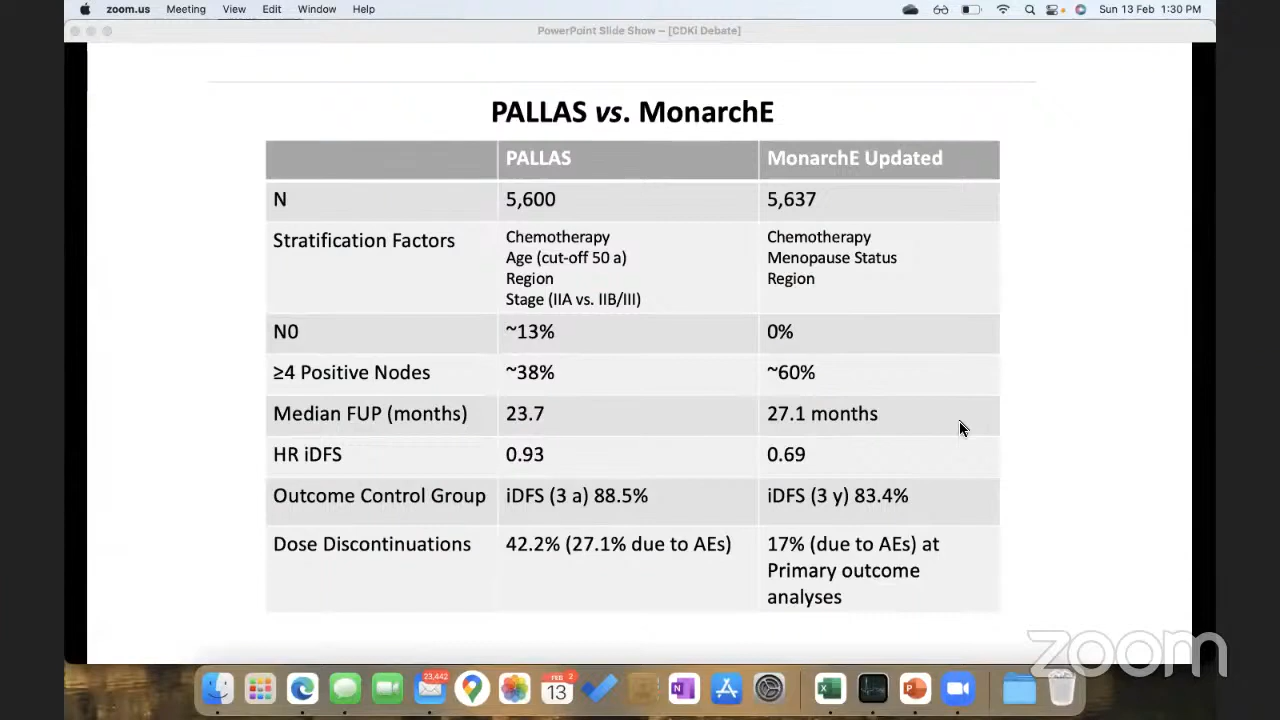 zoom.us Meeting View Edit Window Help Sun 13 Feb 1:30 PM
PowerPoint Slide Show – [CDKi Debate]
PALLAS vs. MonarchE
PALLAS MonarchE Updated
N 5,600 5,637
Stratification Factors
Chemotherapy
Age (cut-off 50 a)
Region
Stage (IIA vs. IIB/III)
Chemotherapy
Menopause Status
Region
N0 ~13% 0%
≥4 Positive Nodes ~38% ~60%
Median FUP (months) 23.7 27.1 months
HR iDFS 0.93 0.69
Outcome Control Group iDFS (3 a) 88.5% iDFS (3 y) 83.4%
Dose Discontinuations 42.2% (27.1% due to AEs) 17% (due to AEs) at
Primary outcome
analyses
zoom
23,442
FEB 2
13